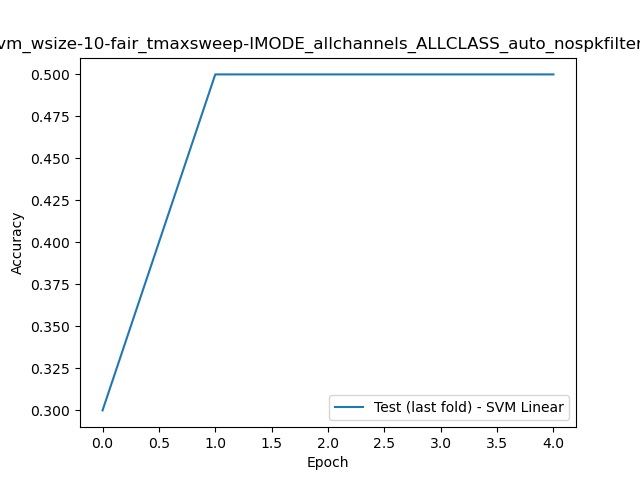 vm_wsize-10-fair_tmaxsweep-IMODE_allchannels_ALLCLASS_auto_nospkfilter
0.500
0.475
0.450
0.425
0.400
0.375
0.350
0.325
0.300
Accuracy
Test (last fold) - SVM Linear
0.0 0.5 1.0 1.5 2.0 2.5 3.0 3.5 4.0
Epoch